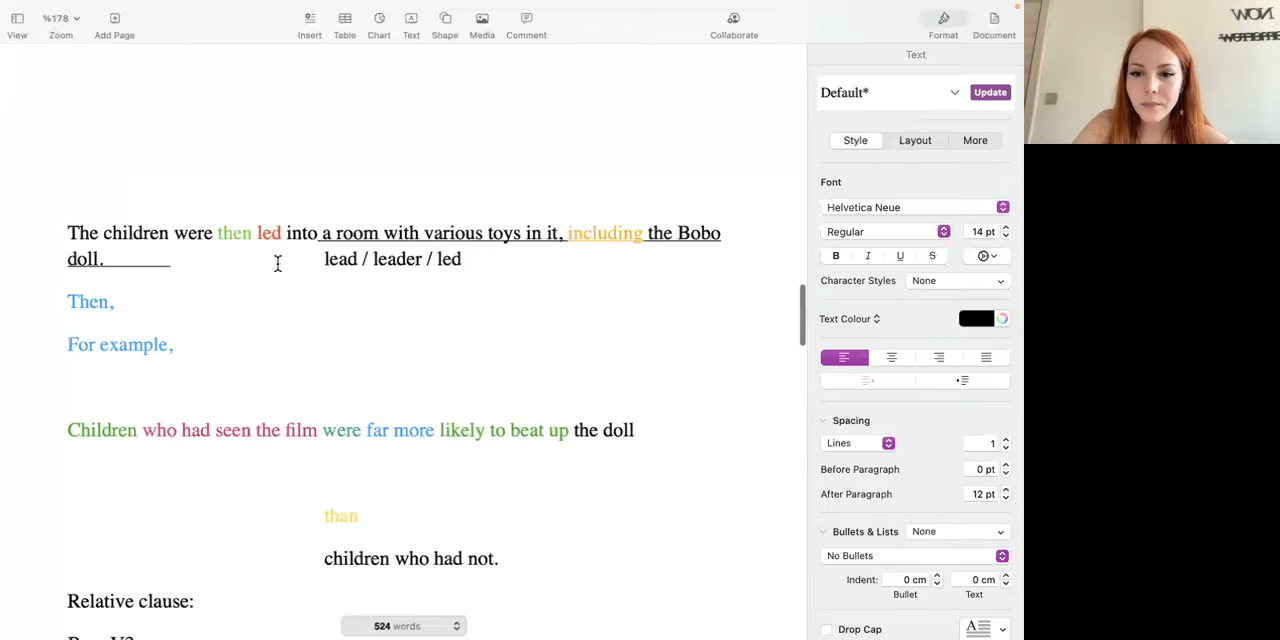 %178
View Zoom Add Page Insert Table Chart Text Shape Media Comment Collaborate Format Document
Text
Default* Update
Style Layout More
Font
Helvetica Neue
Regular 14 pt
B I U S
Character Styles None
Text Colour
Spacing
Lines 1
Before Paragraph 0 pt
After Paragraph 12 pt
Bullets & Lists None
No Bullets
Indent: 0 cm 0 cm
Bullet Text
Drop Cap
The children were then led into a room with various toys in it, including the Bobo
doll.
lead / leader / led
Then,
For example,
Children who had seen the film were far more likely to beat up the doll
than
children who had not.
Relative clause:
524 words